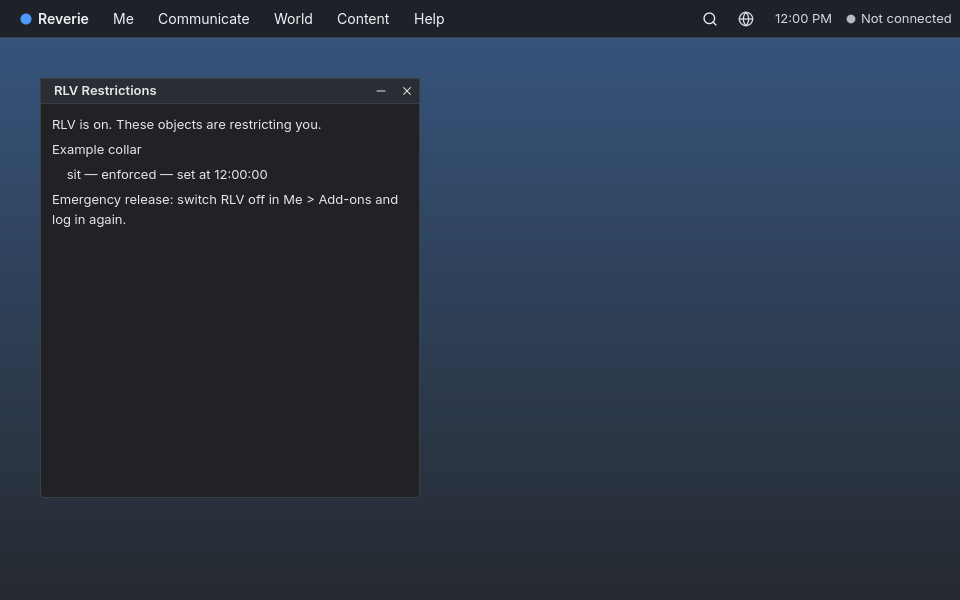 Reverie Me Communicate World Content Help 12:00 PM Not connected
RLV Restrictions
RLV is on. These objects are restricting you.
Example collar
sit — enforced — set at 12:00:00
Emergency release: switch RLV off in Me > Add-ons and
log in again.